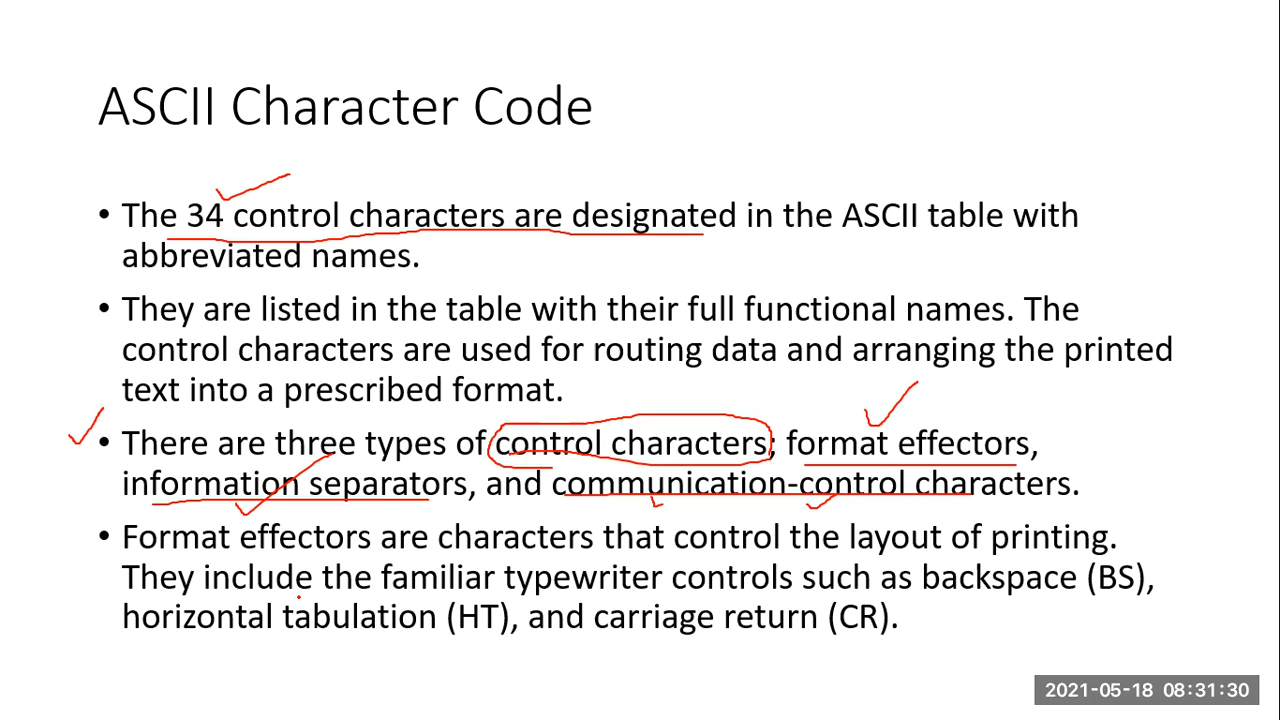 ASCII Character Code
• The 34 control characters are designated in the ASCII table with
abbreviated names.
• They are listed in the table with their full functional names. The
control characters are used for routing data and arranging the printed
text into a prescribed format.
• There are three types of control characters; format effectors,
information separators, and communication-control characters.
• Format effectors are characters that control the layout of printing.
They include the familiar typewriter controls such as backspace (BS),
horizontal tabulation (HT), and carriage return (CR).
2021-05-18 08:31:30